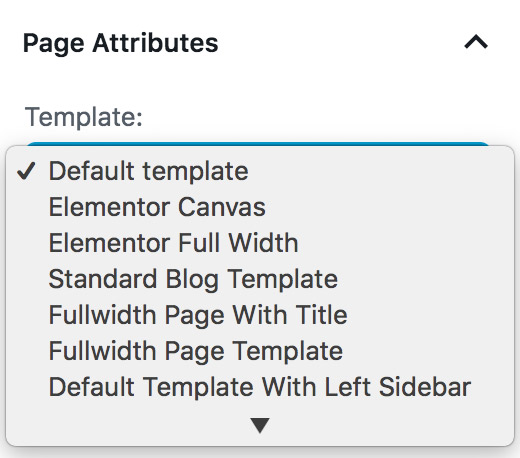 Page Attributes
Template:
Default template
Elementor Canvas
Elementor Full Width
Standard Blog Template
Fullwidth Page With Title
Fullwidth Page Template
Default Template With Left Sidebar